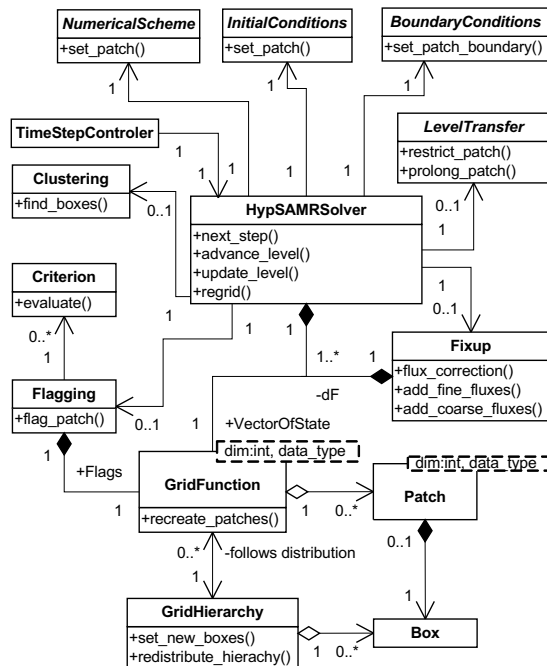 NumericalScheme
+set_patch()
InitialConditions
+set_patch()
BoundaryConditions
+set_patch_boundary()
1
1
1
TimeStepControler
1
1
1
1
1
LevelTransfer
+restrict_patch()
+prolong_patch()
0..1
1
Clustering
+find_boxes()
0..1
1
HypSAMRSolver
+next_step()
+advance_level()
+update_level()
+regrid()
1
0..1
Criterion
+evaluate()
0..*
1
1
1
Flagging
+flag_patch()
0..1
1
1..*
1
-dF
Fixup
+flux_correction()
+add_fine_fluxes()
+add_coarse_fluxes()
1
+VectorOfState
+Flags
1
dim:int, data_type
GridFunction
+recreate_patches()
1
0..*
dim:int, data_type
Patch
0..1
1
0..*
-follows distribution
1
GridHierarchy
+set_new_boxes()
+redistribute_hierachy()
1
0..*
Box